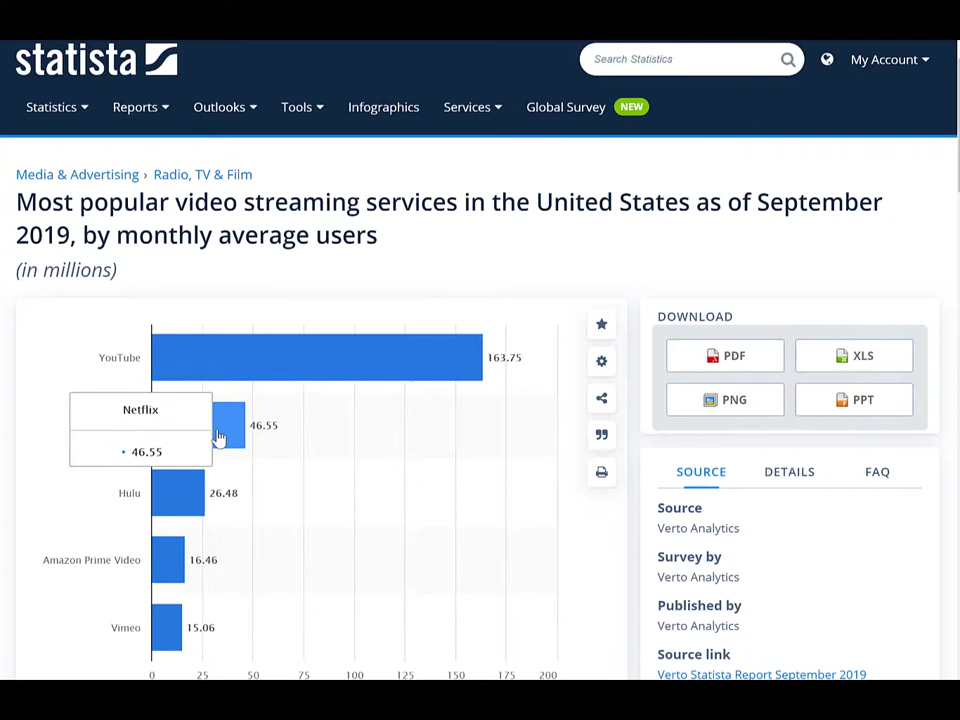 statista
Search Statistics
My Account
Statistics Reports Outlooks Tools Infographics Services Global Survey NEW
Media & Advertising › Radio, TV & Film
Most popular video streaming services in the United States as of September
2019, by monthly average users
(in millions)
YouTube 163.75
Netflix
• 46.55
46.55
Hulu 26.48
Amazon Prime Video 16.46
Vimeo 15.06
0 25 50 75 100 125 150 175 200
DOWNLOAD
PDF XLS
PNG PPT
SOURCE DETAILS FAQ
Source
Verto Analytics
Survey by
Verto Analytics
Published by
Verto Analytics
Source link
Verto Statista Report September 2019